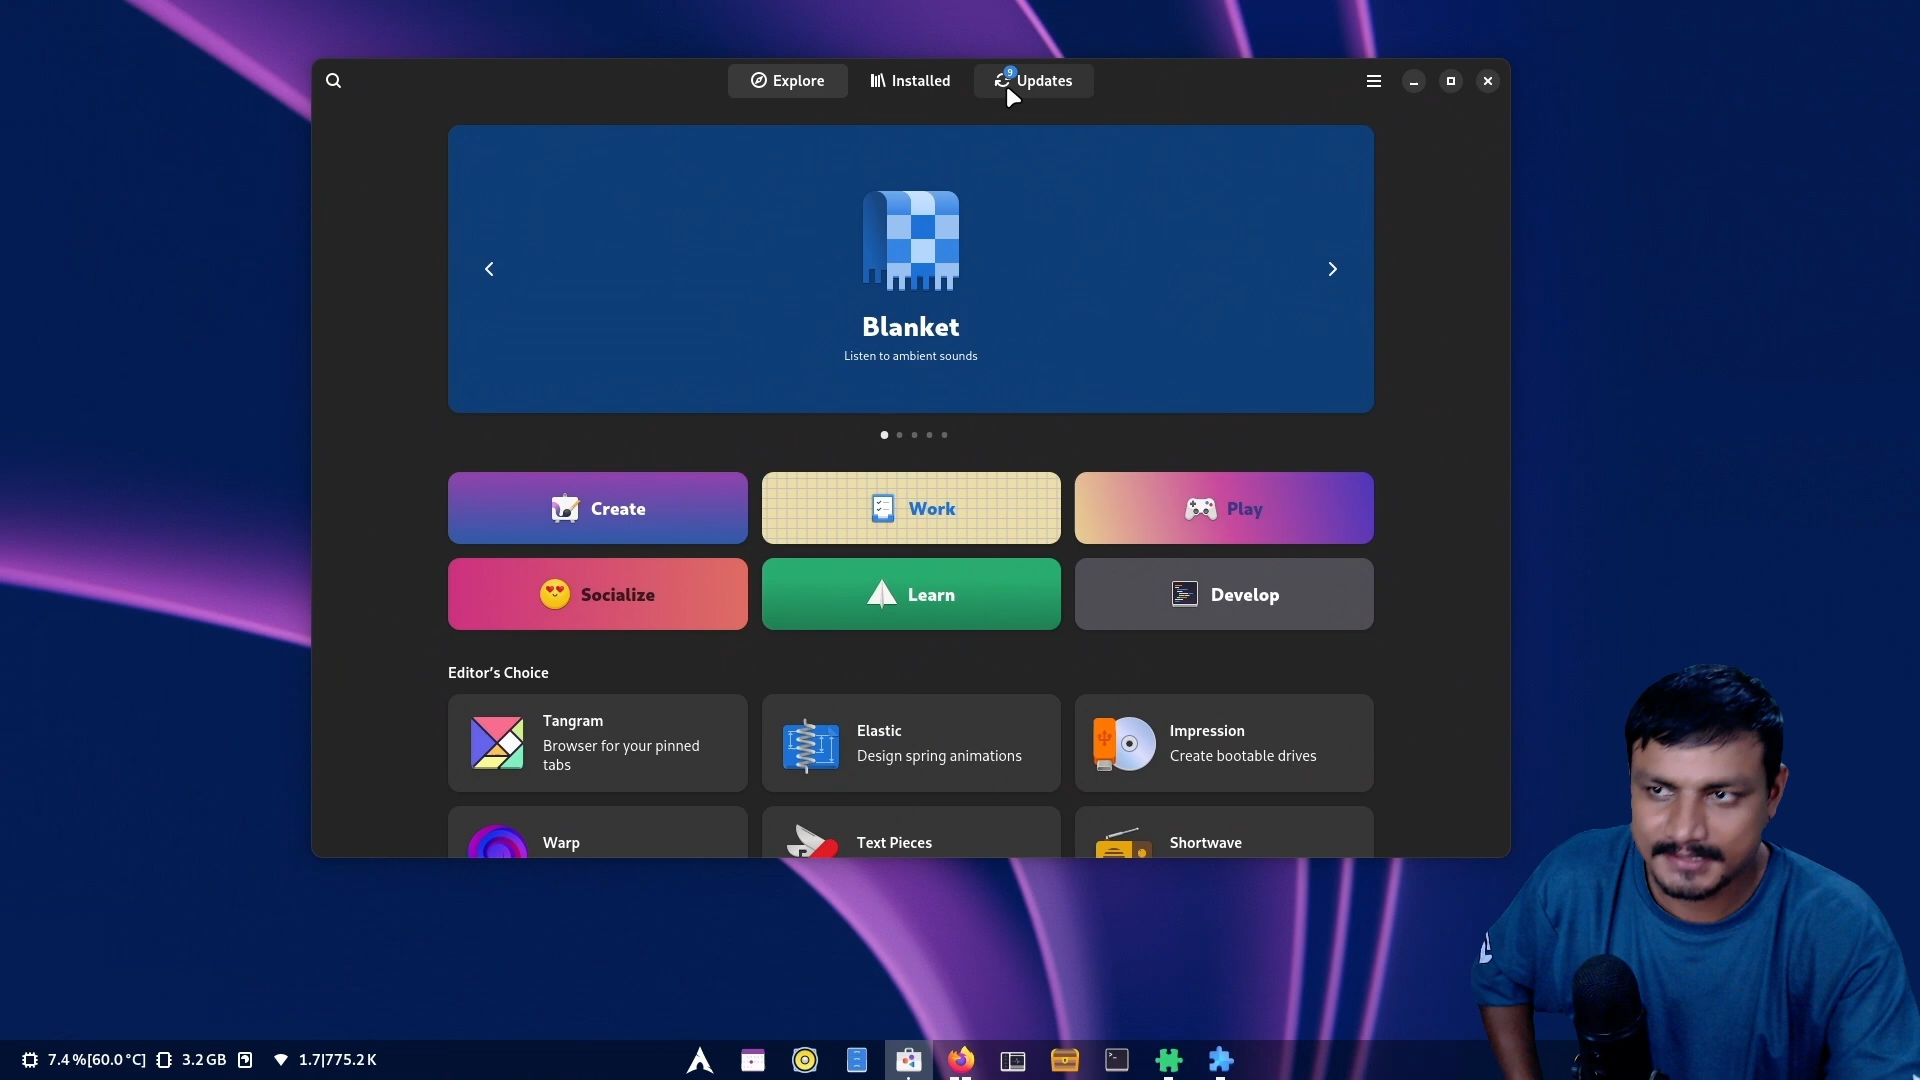 Explore
Installed
9
Updates
Blanket
Listen to ambient sounds
Create
Work
Play
Socialize
Learn
Develop
Editor's Choice
Tangram
Browser for your pinned
tabs
Elastic
Design spring animations
Impression
Create bootable drives
Warp
Text Pieces
Shortwave
7.4%[60.0°C]
3.2GB
1.7|775.2K